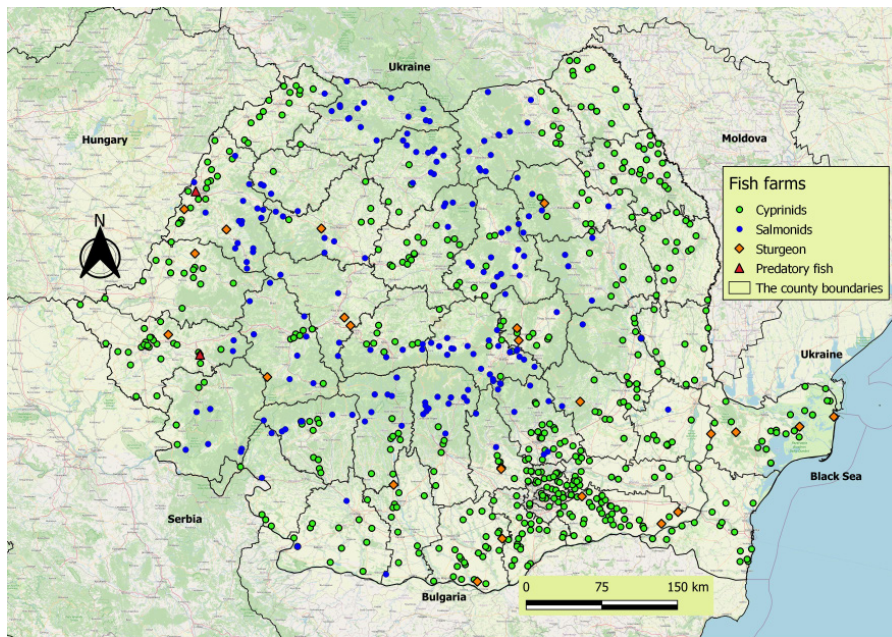 Ukraine
Hungary
Moldova
Fish farms
Cyprinids
Salmonids
Sturgeon
Predatory fish
The county boundaries
N
Ukraine
Black Sea
Serbia
Bulgaria
0 75 150 km